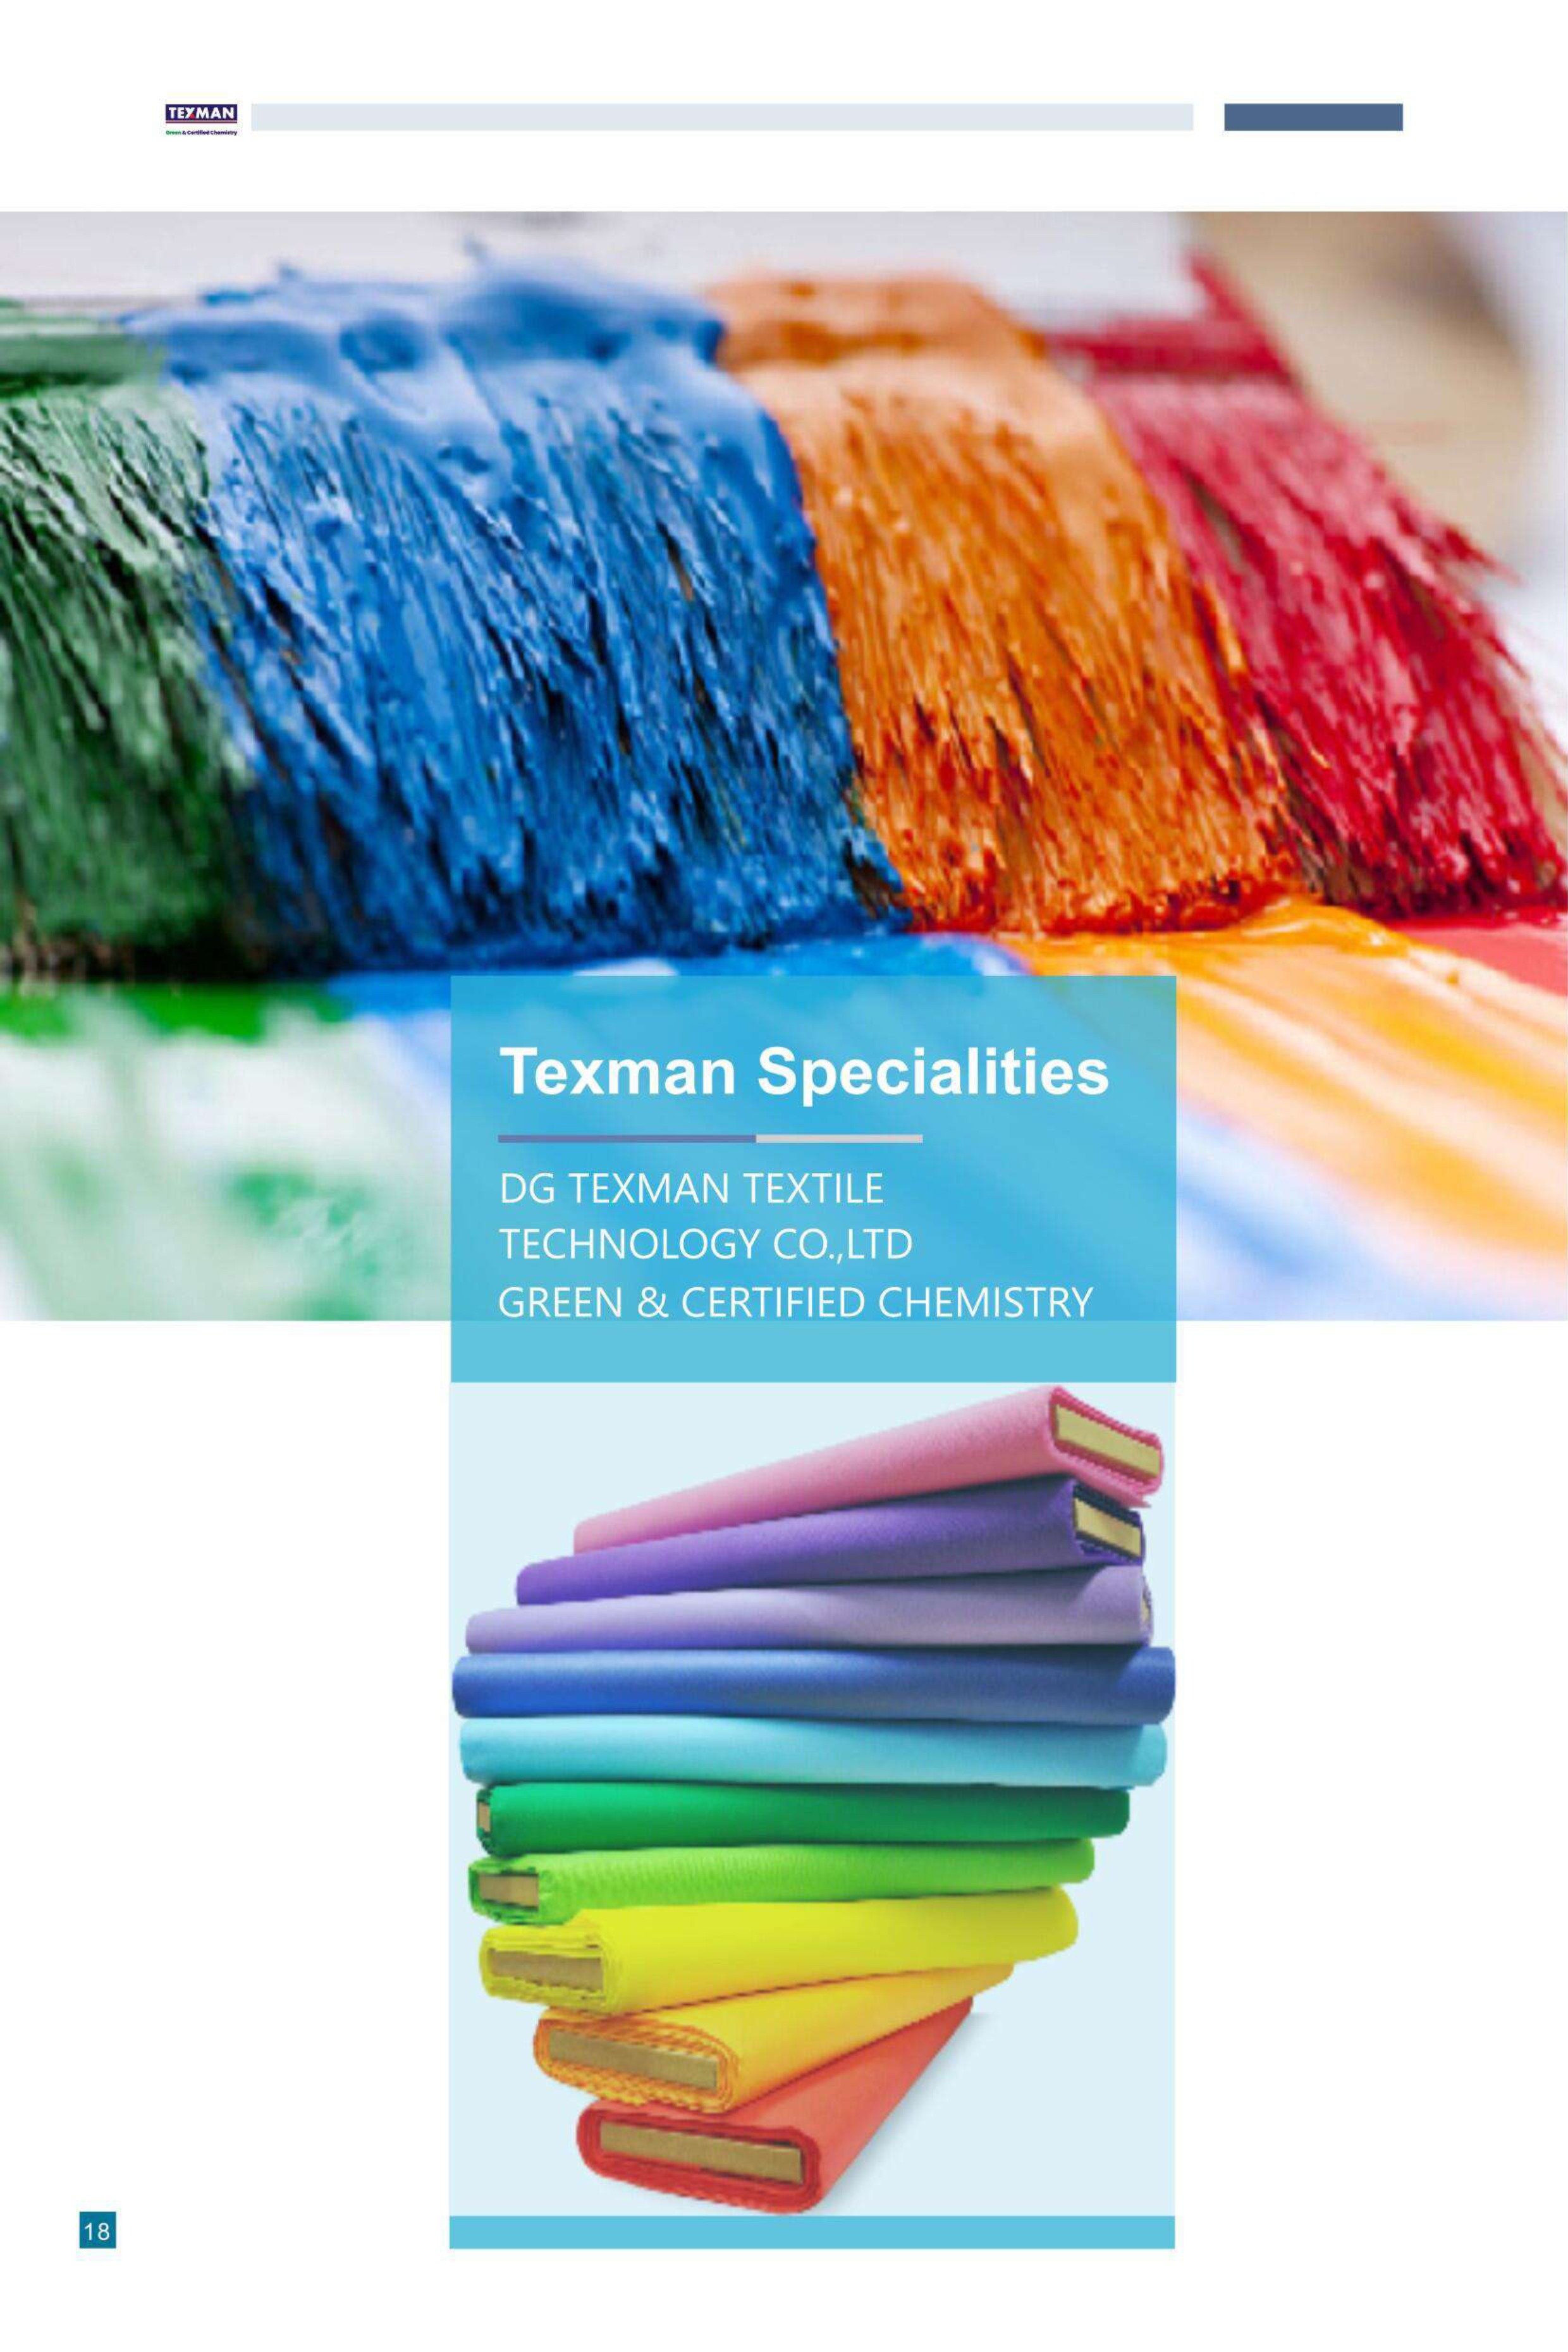 TEXMAN
Green & Certified Chemistry
Texman Specialities
DG TEXMAN TEXTILE
TECHNOLOGY CO.,LTD
GREEN & CERTIFIED CHEMISTRY
18